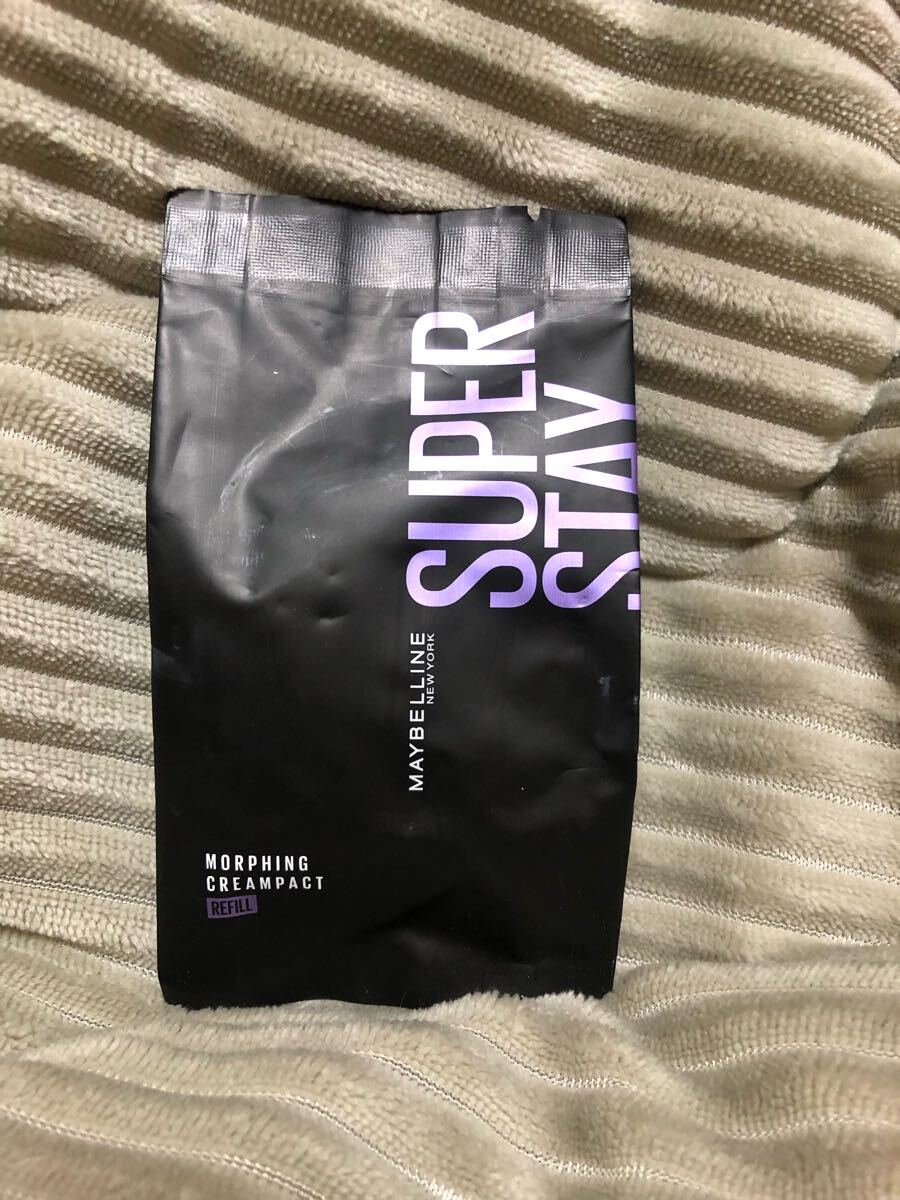 SUPER
STAY
MAYBELLINE
NEW YORK
MORPHING
CREAMPACT
REFILL